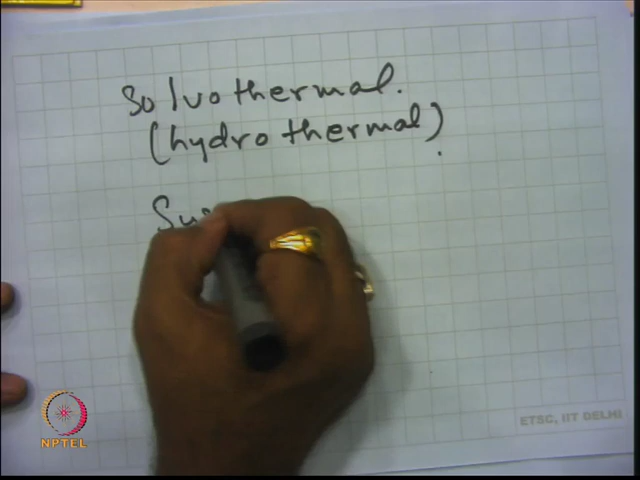 Solvothermal.
(hydrothermal).
NPTEL
ETSC, IIT DELHI